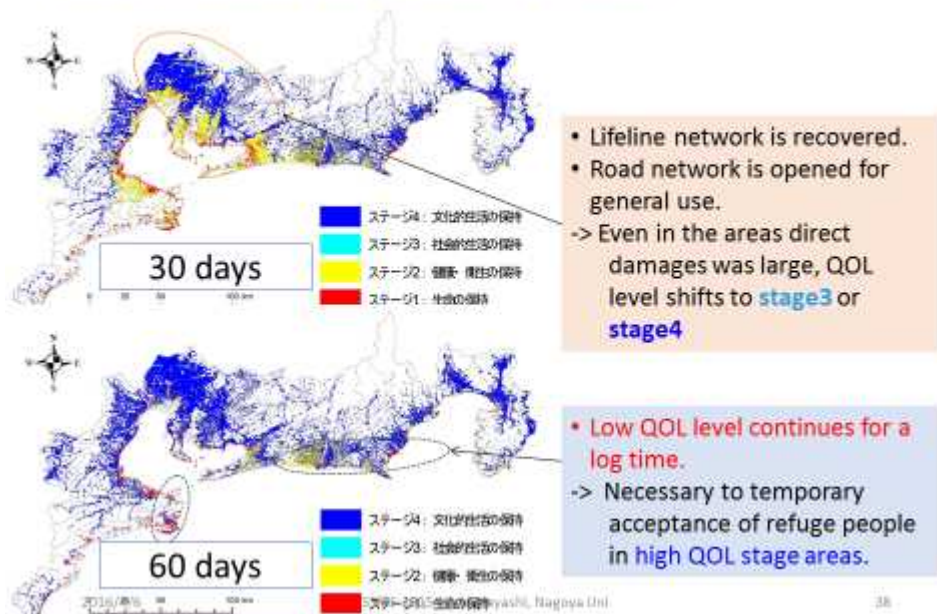 N
W
E
S
• Lifeline network is recovered.
• Road network is opened for
general use.
-> Even in the areas direct
damages was large, QOL
level shifts to stage3 or
stage4
ステージ4：文化的生活の保持
ステージ3：社会的生活の保持
ステージ2：健康・衛生の保持
ステージ1：生命の保持
30 days
100 km
N
W
E
S
• Low QOL level continues for a
log time.
-> Necessary to temporary
acceptance of refuge people
in high QOL stage areas.
ステージ4：文化的生活の保持
ステージ3：社会的生活の保持
ステージ2：健康・衛生の保持
ステージ1：生命の保持
60 days
Nagoya Uni
38